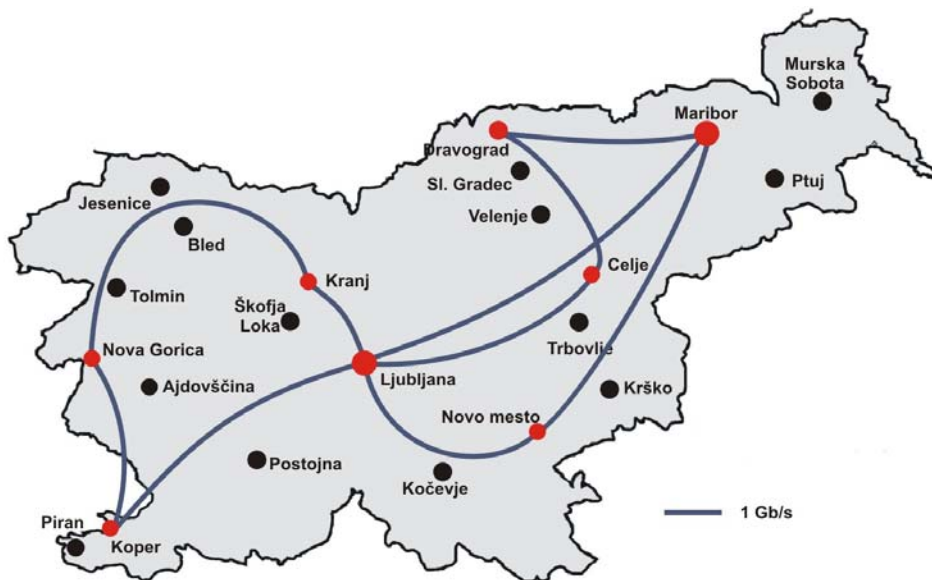 Murska
Sobota
Maribor
Dravograd
Sl. Gradec
Ptuj
Jesenice
Velenje
Bled
Celje
Kranj
Tolmin
Škofja
Loka
Nova Gorica
Trbovlje
Ljubljana
Ajdovščina
Krško
Novo mesto
Postojna
Kočevje
Piran
1 Gb/s
Koper